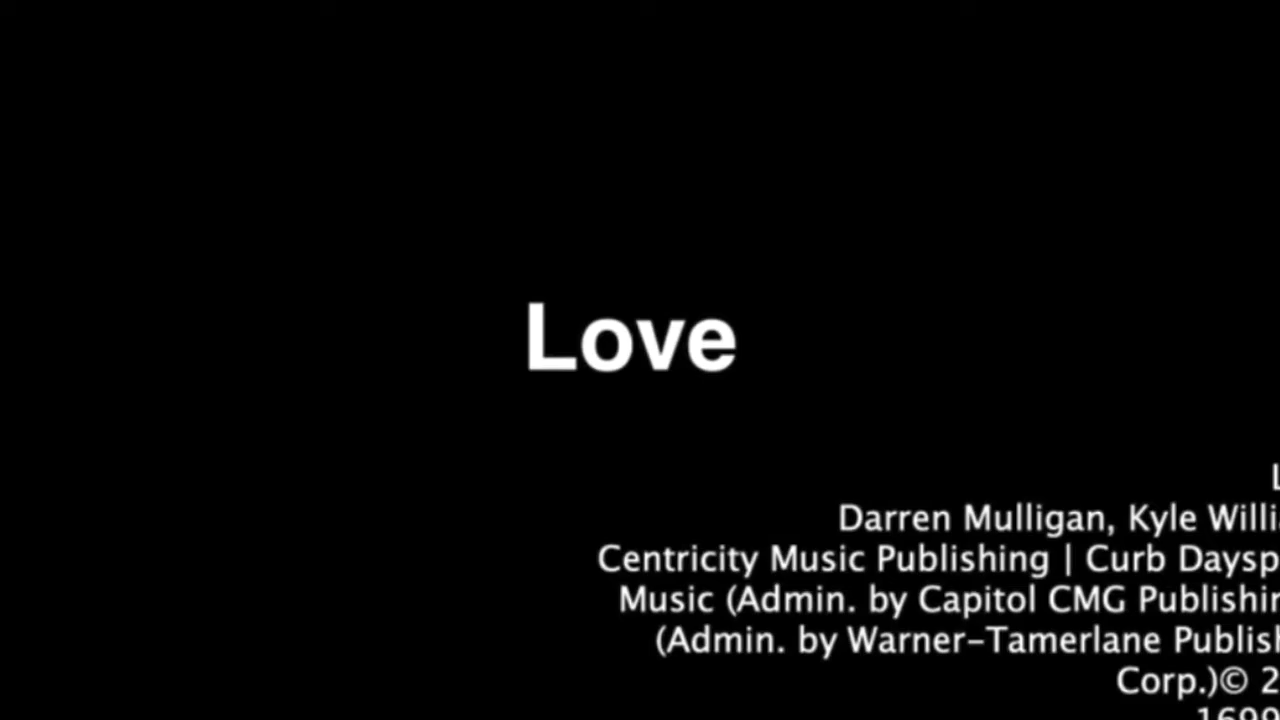 Love
L
Darren Mulligan, Kyle Willi
Centricity Music Publishing | Curb Daysp
Music (Admin. by Capitol CMG Publishin
(Admin. by Warner-Tamerlane Publish
Corp.)© 2
1699